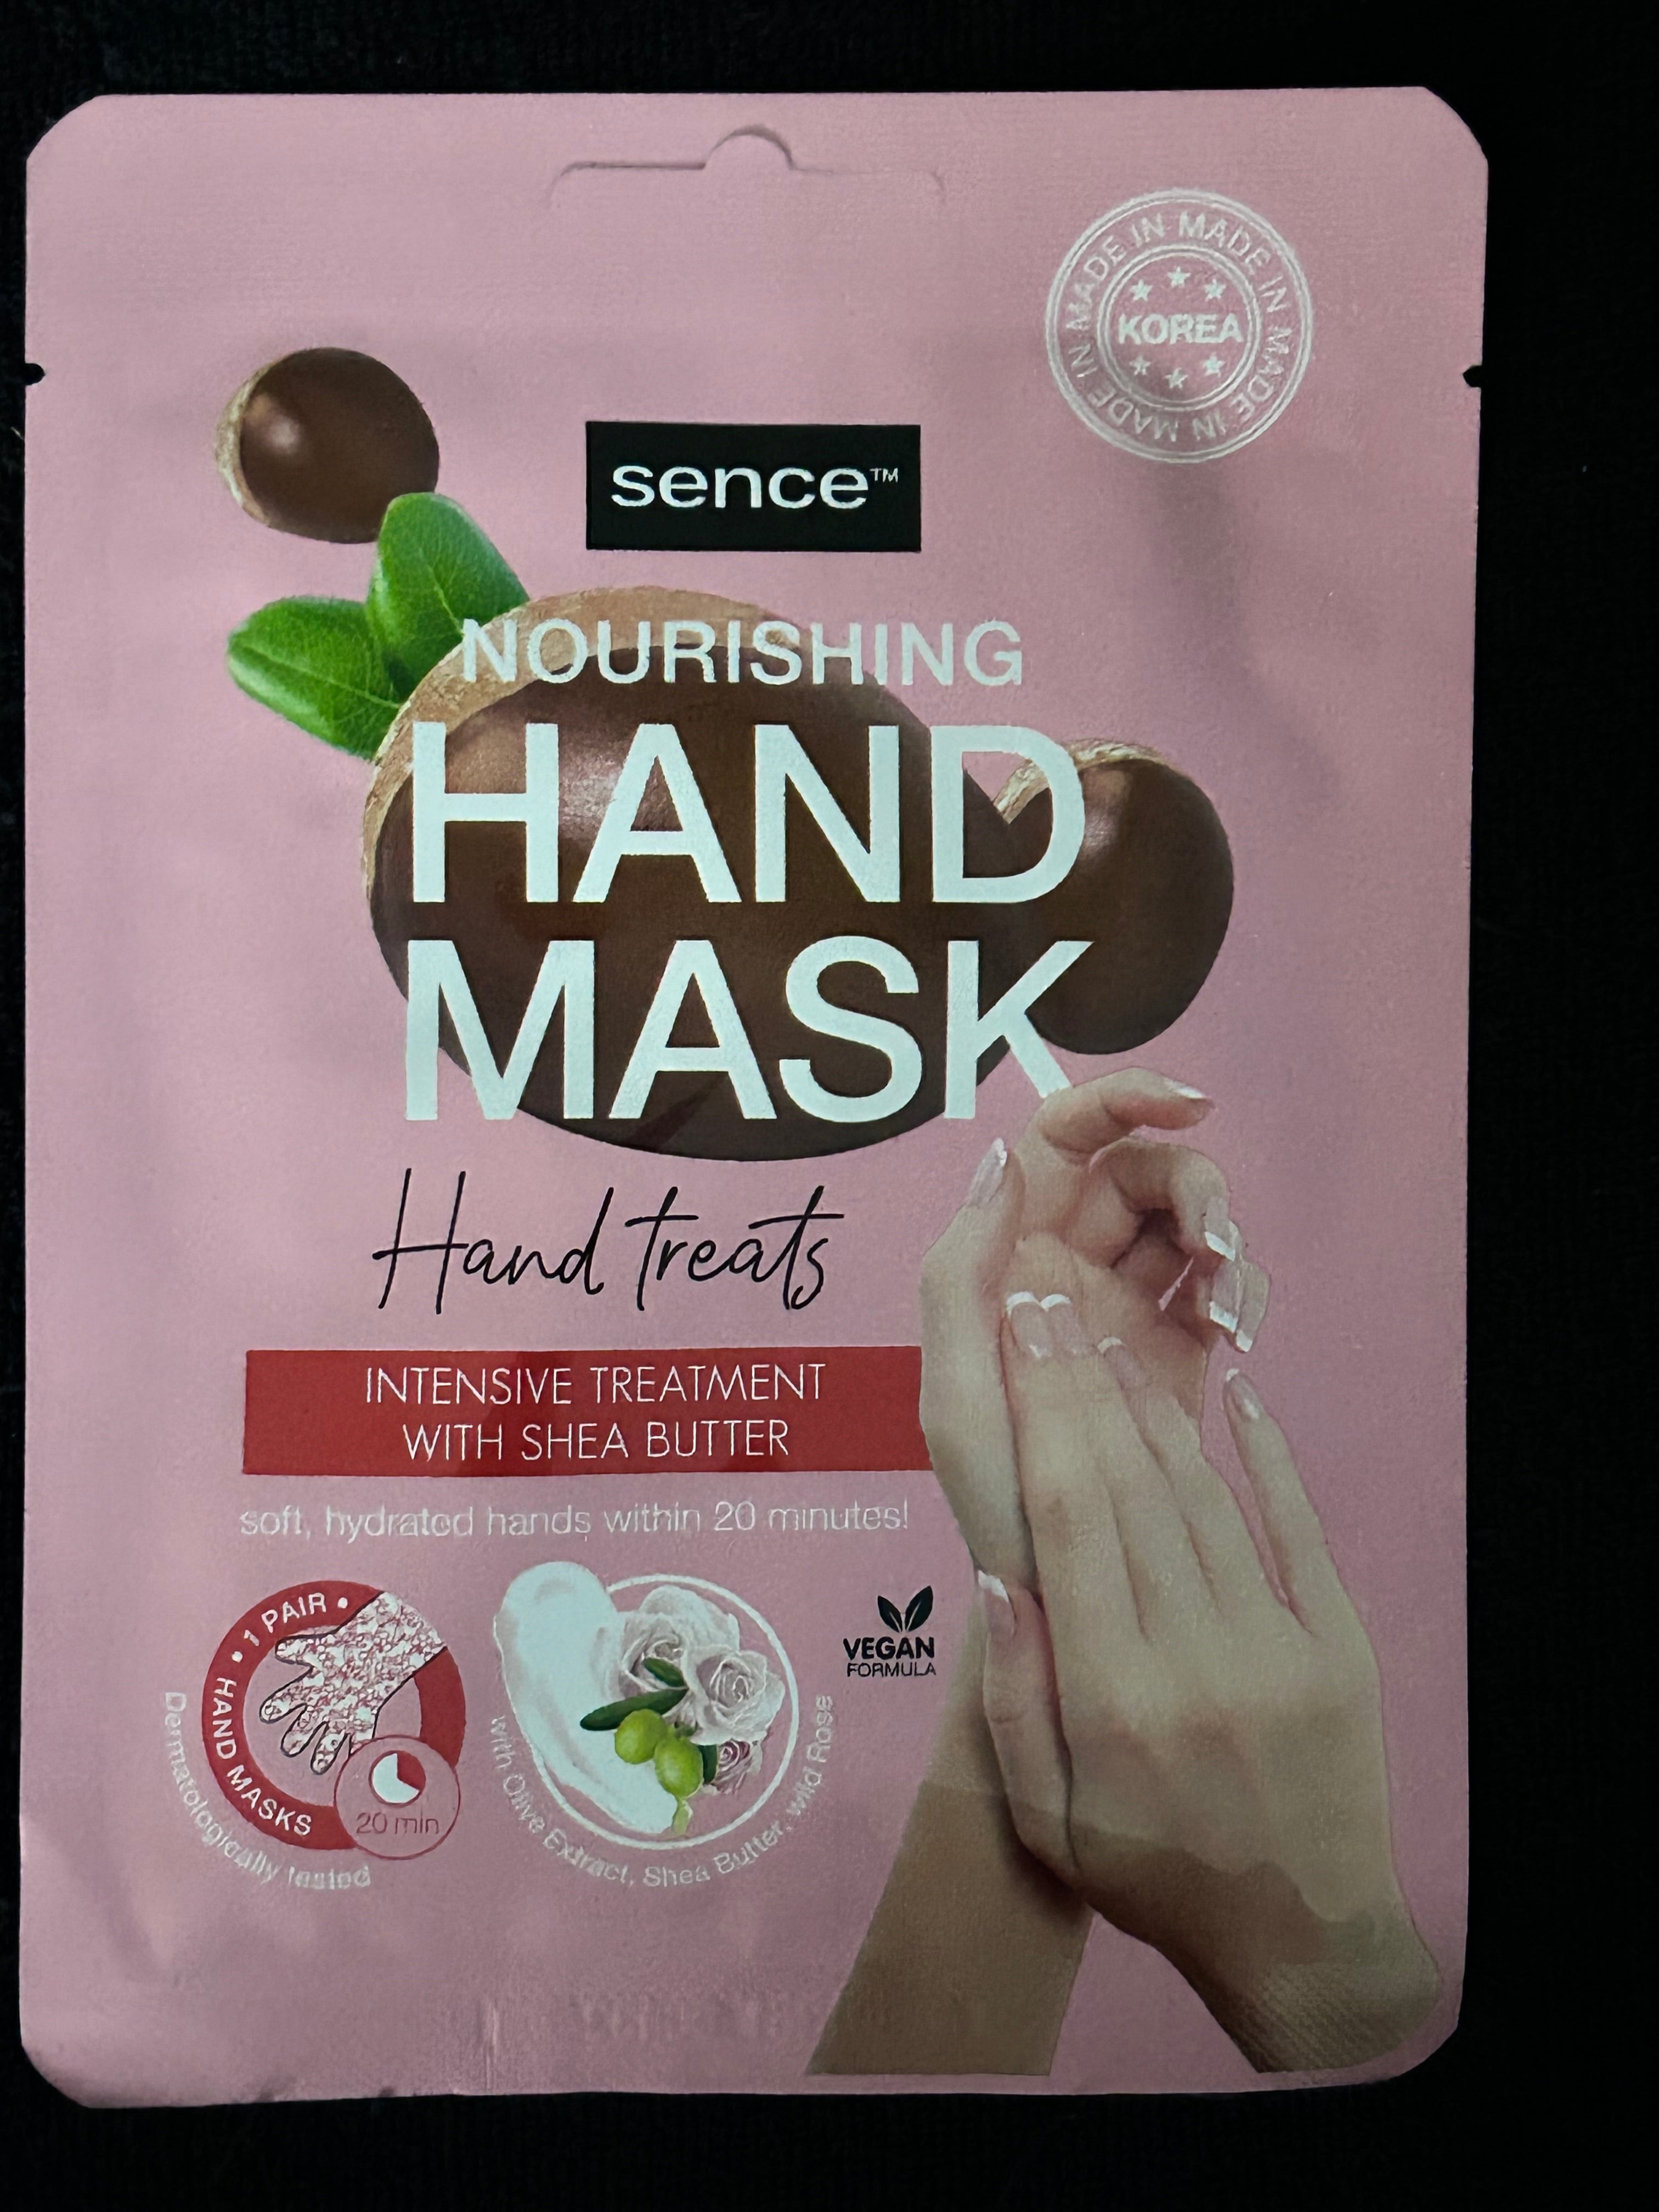 MADE IN MADE IN MADE IN MADE IN
KOREA
sence™
NOURISHING
HAND
MASK
Hand treats
INTENSIVE TREATMENT
WITH SHEA BUTTER
soft, hydrated hands within 20 minutes!
• 1 PAIR •
HAND MASKS
20 min
Dermatologically tested
with Olive Extract, Shea Butter, wild Rose
VEGAN
FORMULA